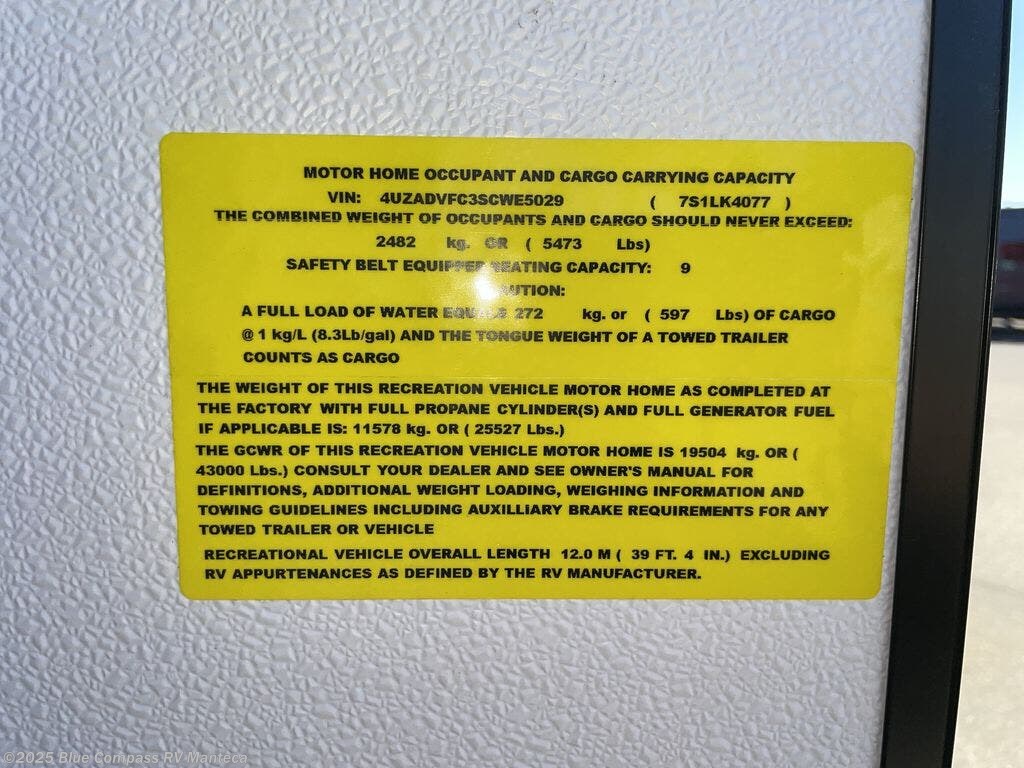 MOTOR HOME OCCUPANT AND CARGO CARRYING CAPACITY
VIN: 4UZADVFC3SCWE5029 ( 7S1LK4077 )
THE COMBINED WEIGHT OF OCCUPANTS AND CARGO SHOULD NEVER EXCEED:
2482 kg. OR ( 5473 Lbs)
SAFETY BELT EQUIPPED SEATING CAPACITY: 9
CAUTION:
A FULL LOAD OF WATER EQUALS 272 kg. or ( 597 Lbs) OF CARGO
@ 1 kg/L (8.3Lb/gal) AND THE TONGUE WEIGHT OF A TOWED TRAILER
COUNTS AS CARGO
THE WEIGHT OF THIS RECREATION VEHICLE MOTOR HOME AS COMPLETED AT
THE FACTORY WITH FULL PROPANE CYLINDER(S) AND FULL GENERATOR FUEL
IF APPLICABLE IS: 11578 kg. OR ( 25527 Lbs.)
THE GCWR OF THIS RECREATION VEHICLE MOTOR HOME IS 19504 kg. OR (
43000 Lbs.) CONSULT YOUR DEALER AND SEE OWNER'S MANUAL FOR
DEFINITIONS, ADDITIONAL WEIGHT LOADING, WEIGHING INFORMATION AND
TOWING GUIDELINES INCLUDING AUXILLIARY BRAKE REQUIREMENTS FOR ANY
TOWED TRAILER OR VEHICLE
RECREATIONAL VEHICLE OVERALL LENGTH 12.0 M ( 39 FT. 4 IN.) EXCLUDING
RV APPURTENANCES AS DEFINED BY THE RV MANUFACTURER.
©2025 Blue Compass RV Manteca